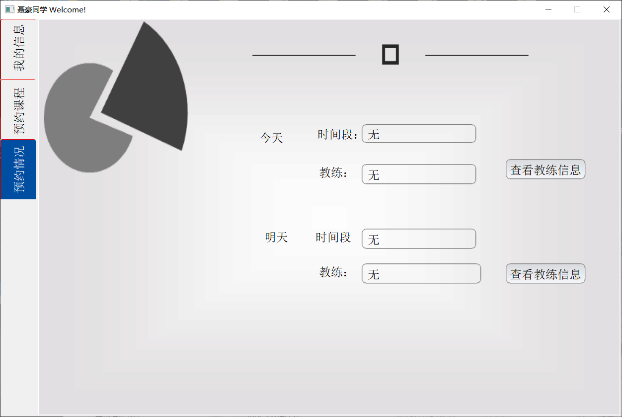 聂豪同学 Welcome!
我的信息
预约课程
预约情况
今天 时间段: 无
教练: 无 查看教练信息
明天 时间段 无
教练: 无 查看教练信息